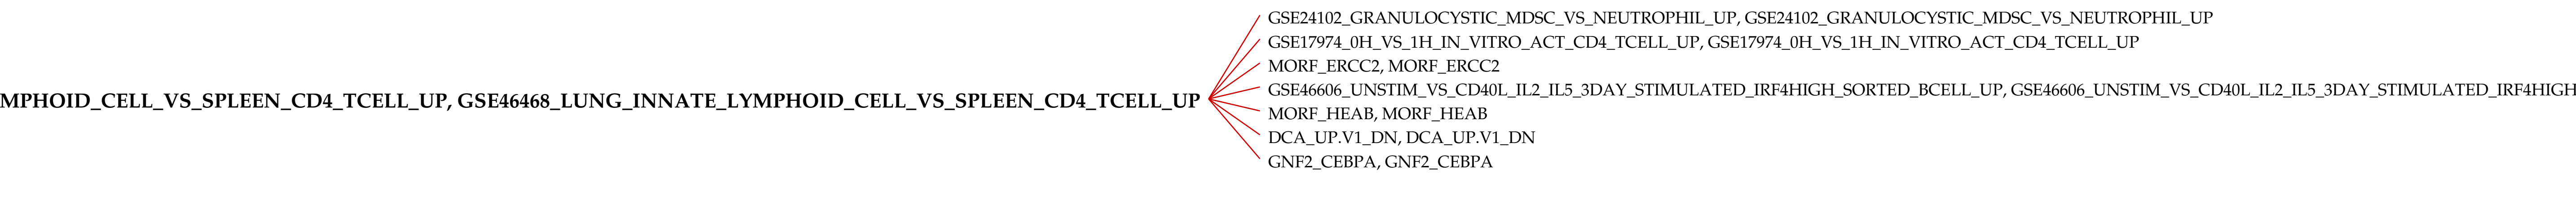 GSE24102_GRANULOCYSTIC_MDSC_VS_NEUTROPHIL_UP, GSE24102_GRANULOCYSTIC_MDSC_VS_NEUTROPHIL_UP
GSE17974_0H_VS_1H_IN_VITRO_ACT_CD4_TCELL_UP, GSE17974_0H_VS_1H_IN_VITRO_ACT_CD4_TCELL_UP
MORF_ERCC2, MORF_ERCC2
GSE46606_UNSTIM_VS_CD40L_IL2_IL5_3DAY_STIMULATED_IRF4HIGH_SORTED_BCELL_UP, GSE46606_UNSTIM_VS_CD40L_IL2_IL5_3DAY_STIMULATED_IRF4HIGH
MPHOID_CELL_VS_SPLEEN_CD4_TCELL_UP, GSE46468_LUNG_INNATE_LYMPHOID_CELL_VS_SPLEEN_CD4_TCELL_UP
MORF_HEAB, MORF_HEAB
DCA_UP.V1_DN, DCA_UP.V1_DN
GNF2_CEBPA, GNF2_CEBPA